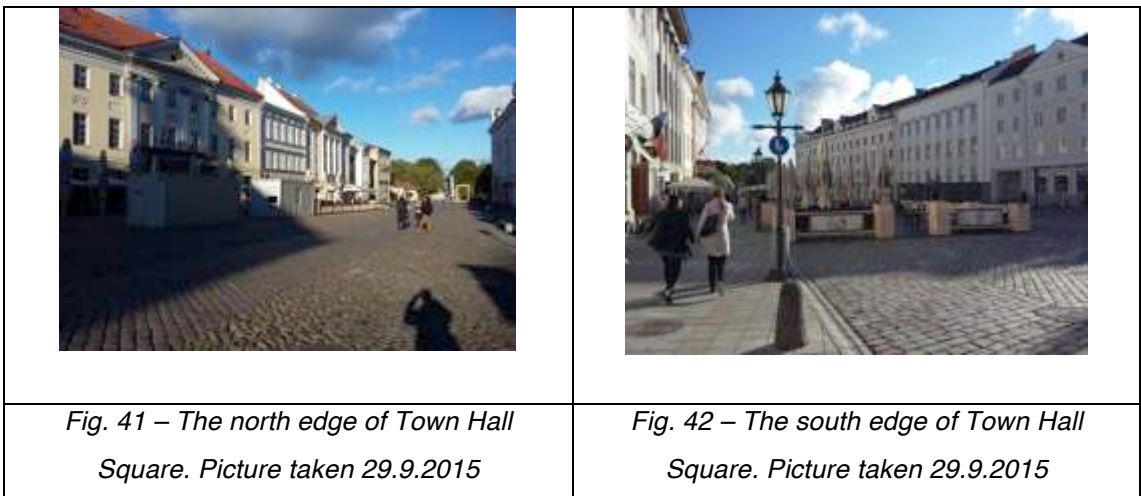 Fig. 41 – The north edge of Town Hall
Square. Picture taken 29.9.2015
Fig. 42 – The south edge of Town Hall
Square. Picture taken 29.9.2015